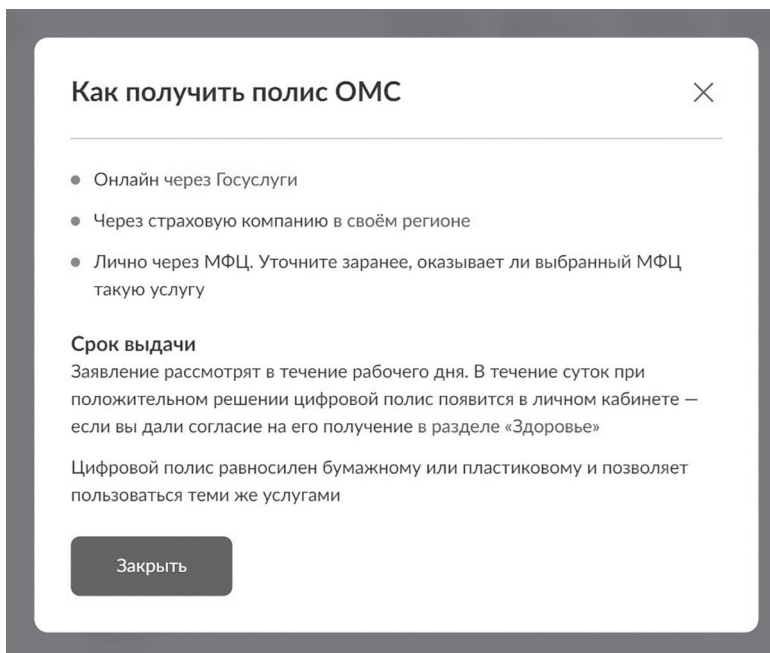 Как получить полис ОМС
Онлайн через Госуслуги
Через страховую компанию в своём регионе
Лично через МФЦ. Уточните заранее, оказывает ли выбранный МФЦ
такую услугу
Срок выдачи
Заявление рассмотрят в течение рабочего дня. В течение суток при
положительном решении цифровой полис появится в личном кабинете —
если вы дали согласие на его получение в разделе «Здоровье»
Цифровой полис равносилен бумажному или пластиковому и позволяет
пользоваться теми же услугами
Закрыть